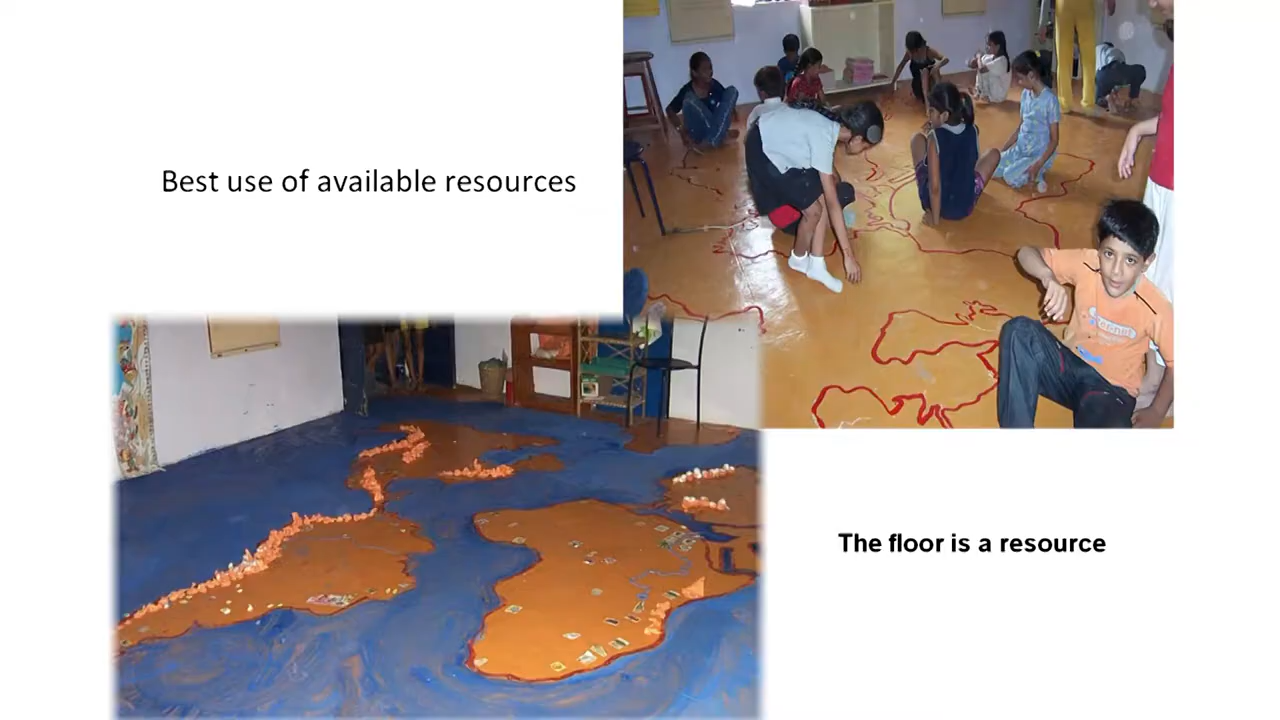 Best use of available resources
The floor is a resource